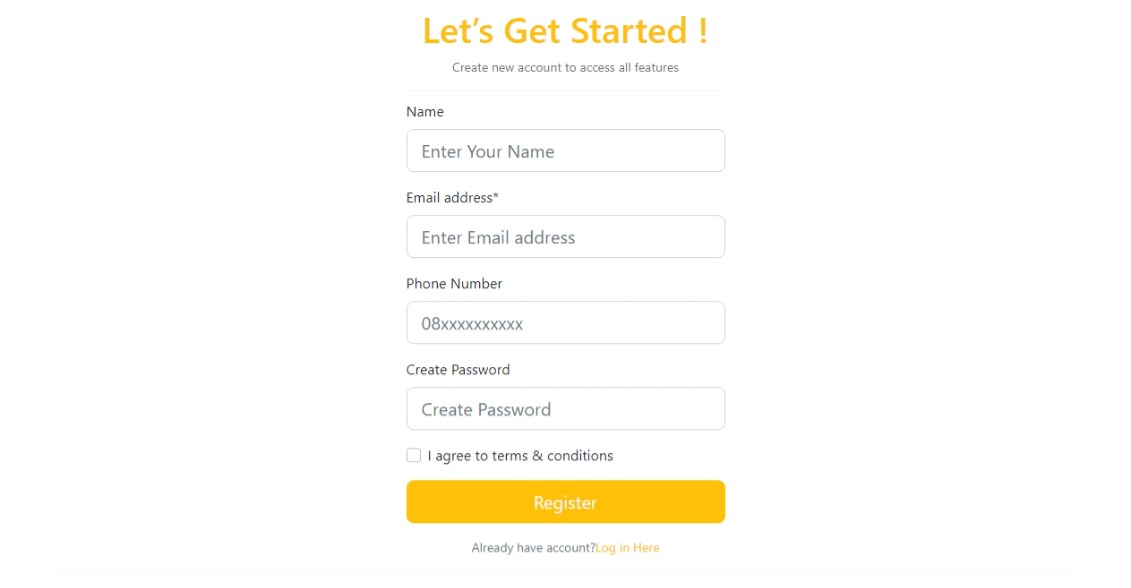 Let’s Get Started !
Create new account to access all features
Name
Enter Your Name
Email address*
Enter Email address
Phone Number
08xxxxxxxxxx
Create Password
Create Password
I agree to terms & conditions
Register
Already have account?Log in Here